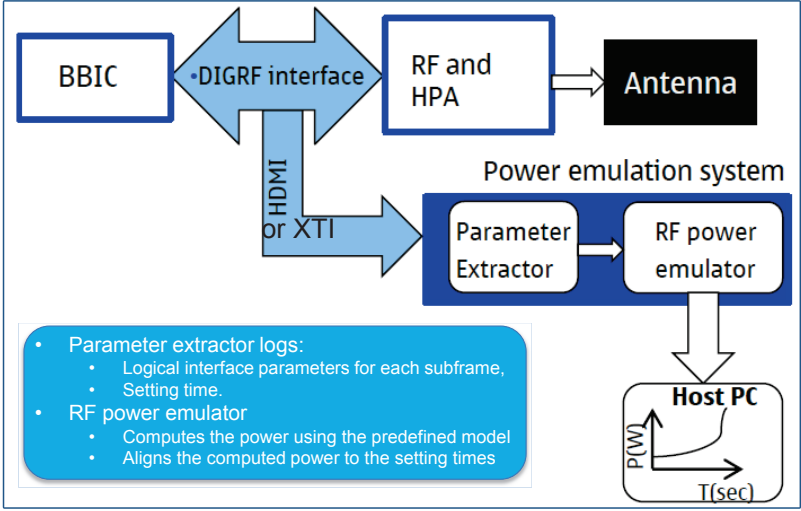 BBIC
•DIGRF interface
RF and
HPA
Antenna
HDMI
or XTI
Power emulation system
Parameter
Extractor
RF power
emulator
• Parameter extractor logs:
• Logical interface parameters for each subframe,
• Setting time.
• RF power emulator
• Computes the power using the predefined model
• Aligns the computed power to the setting times
Host PC
P(W)
T(sec)